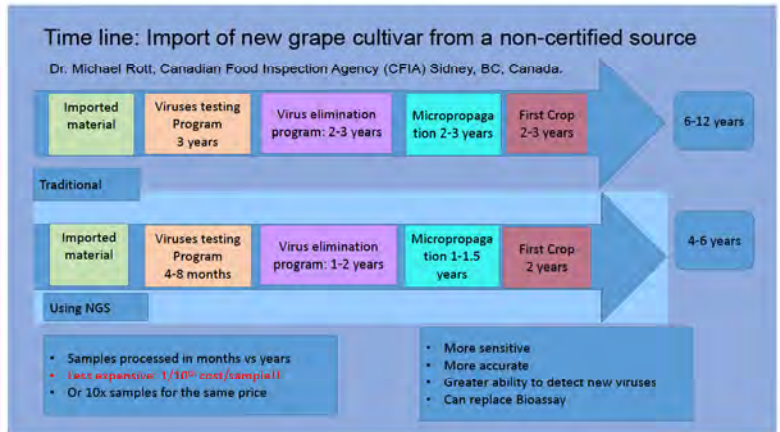 Time line: Import of new grape cultivar from a non-certified source
Dr. Michael Rott, Canadian Food Inspection Agency (CFIA) Sidney, BC, Canada.
Imported
material
Viruses testing
Program
3 years
Virus elimination
program: 2-3 years
Micropropaga
tion 2-3 years
First Crop
2-3 years
6-12 years
Traditional
Imported
material
Viruses testing
Program
4-8 months
Virus elimination
program: 1-2 years
Micropropaga
tion 1-1.5
years
First Crop
2 years
4-6 years
Using NGS
• Samples processed in months vs years
• Less expensive: 1/10th cost/sample!!
• Or 10x samples for the same price
• More sensitive
• More accurate
• Greater ability to detect new viruses
• Can replace Bioassay